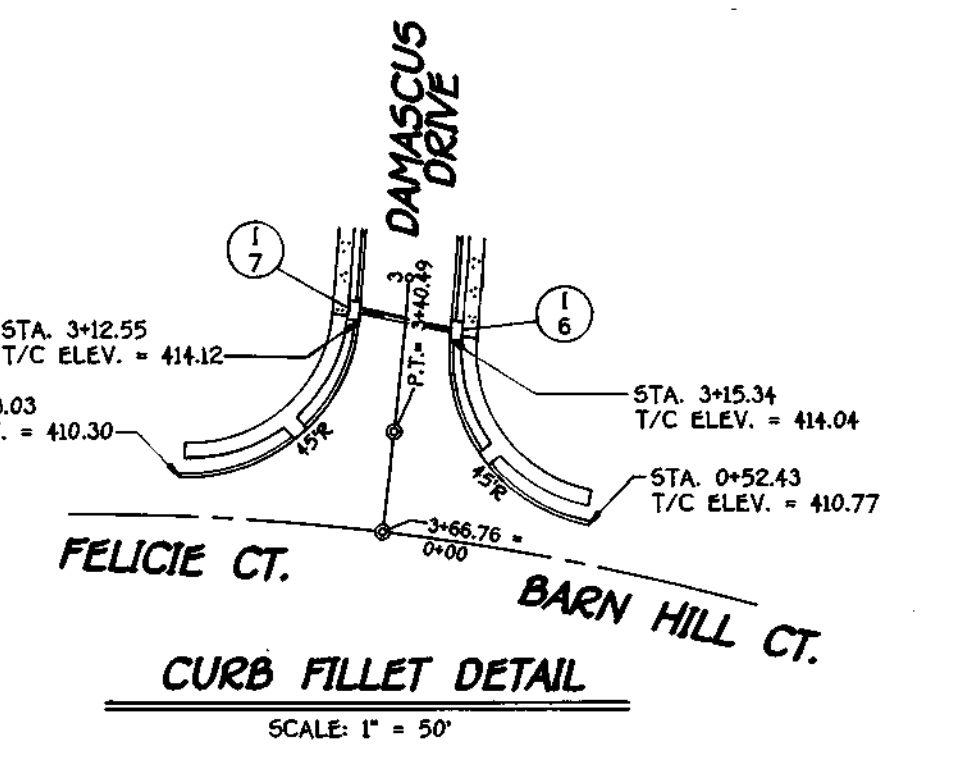 DAMASCUS
DRIVE
I
7
3
P.T.= 3+40.49
I
6
STA. 3+12.55
T/C ELEV. = 414.12
3.03
. = 410.30
45'R
45'R
STA. 3+15.34
T/C ELEV. = 414.04
STA. 0+52.43
T/C ELEV. = 410.77
3+66.76 =
0+00
FELICIE CT.
BARN HILL CT.
CURB FILLET DETAIL
SCALE: 1" = 50'